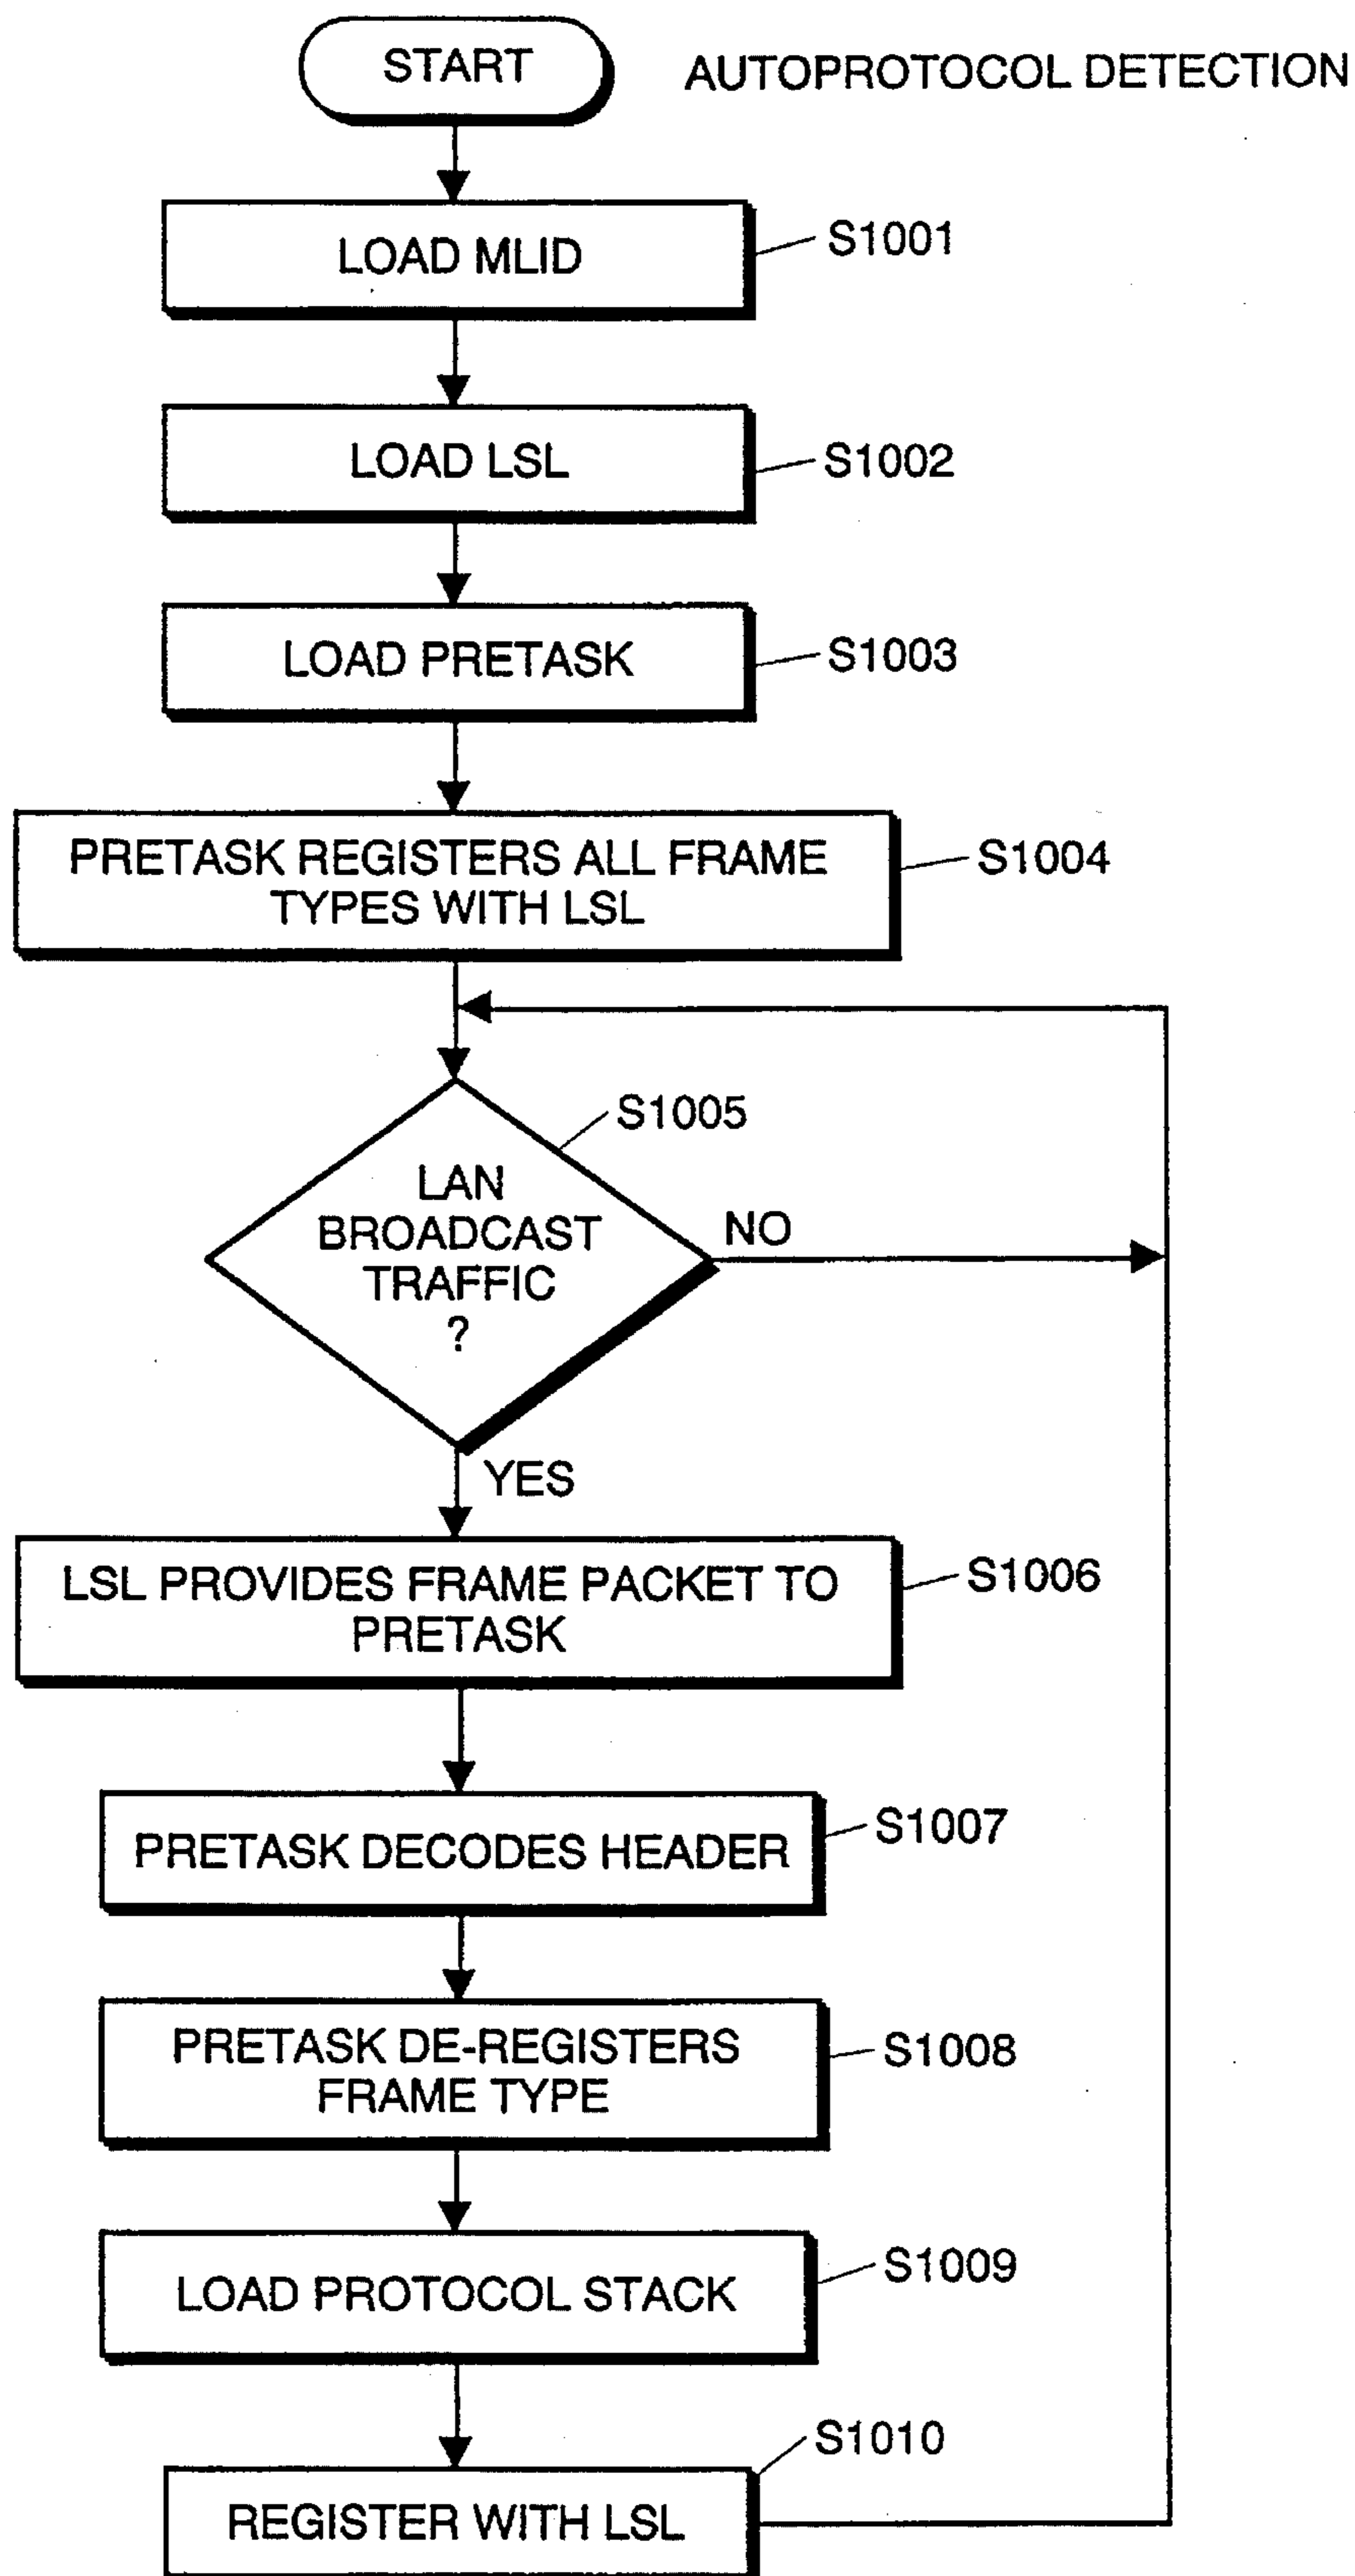 START
AUTOPROTOCOL DETECTION
LOAD MLID
S1001
LOAD LSL
S1002
LOAD PRETASK
S1003
PRETASK REGISTERS ALL FRAME
TYPES WITH LSL
S1004
S1005
LAN
BROADCAST
TRAFFIC
?
NO
YES
LSL PROVIDES FRAME PACKET TO
PRETASK
S1006
PRETASK DECODES HEADER
S1007
PRETASK DE-REGISTERS
FRAME TYPE
S1008
LOAD PROTOCOL STACK
S1009
S1010
REGISTER WITH LSL